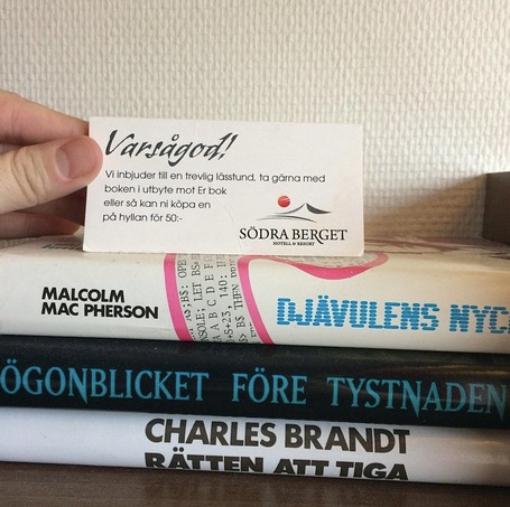 Varsågod!
Vi inbjuder till en trevlig lässtund, ta gärna med
boken i utbyte mot Er bok
eller så kan ni köpa en
på hyllan för 50:-
SÖDRA BERGET
HOTELL & RESORT
MALCOLM
MAC PHERSON
DJÄVULENS NYC
ÖGONBLICKET FÖRE TYSTNADEN
CHARLES BRANDT
RÄTTEN ATT TIGA